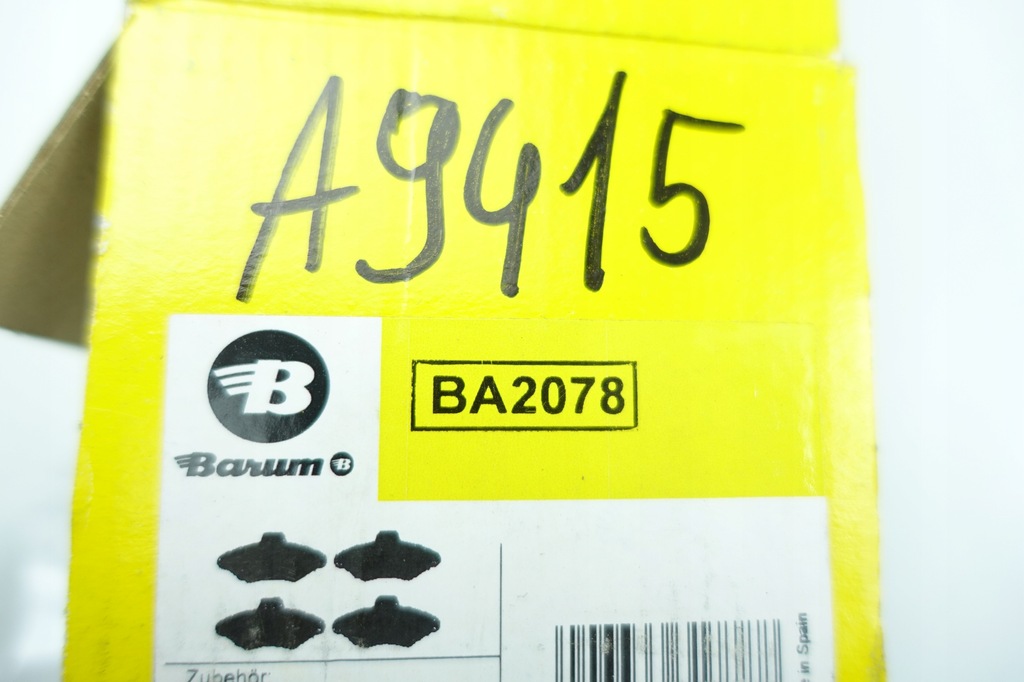 A9415
B
BA2078
Barum B
e in Spain
Zubehör: